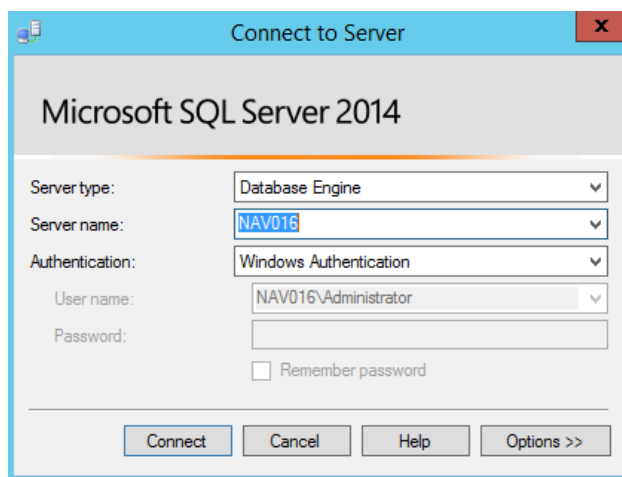 Connect to Server
x
Microsoft SQL Server 2014
Server type: Database Engine
Server name: NAV016
Authentication: Windows Authentication
User name: NAV016\Administrator
Password:
Remember password
Connect Cancel Help Options >>